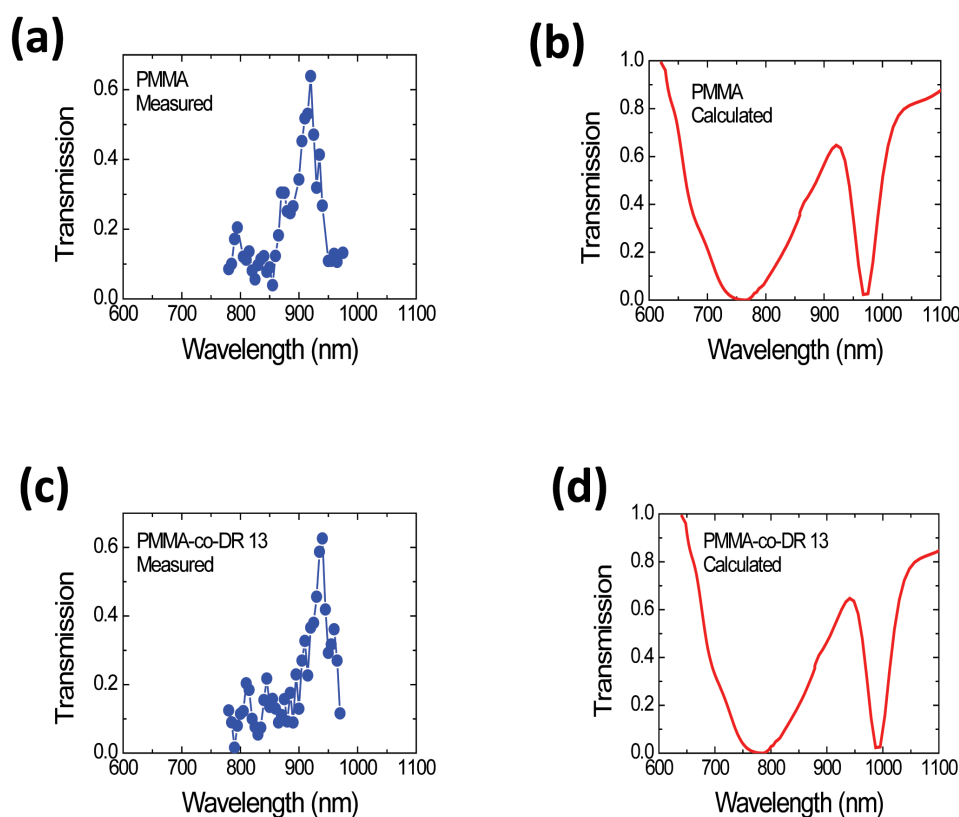 (a)
PMMA
Measured
Transmission
0.6
0.4
0.2
0.0
600 700 800 900 1000 1100
Wavelength (nm)
(b)
PMMA
Calculated
Transmission
1.0
0.8
0.6
0.4
0.2
0.0
600 700 800 900 1000 1100
Wavelength (nm)
(c)
PMMA-co-DR 13
Measured
Transmission
0.6
0.4
0.2
0.0
600 700 800 900 1000 1100
Wavelength (nm)
(d)
PMMA-co-DR 13
Calculated
Transmission
1.0
0.8
0.6
0.4
0.2
0.0
600 700 800 900 1000 1100
Wavelength (nm)